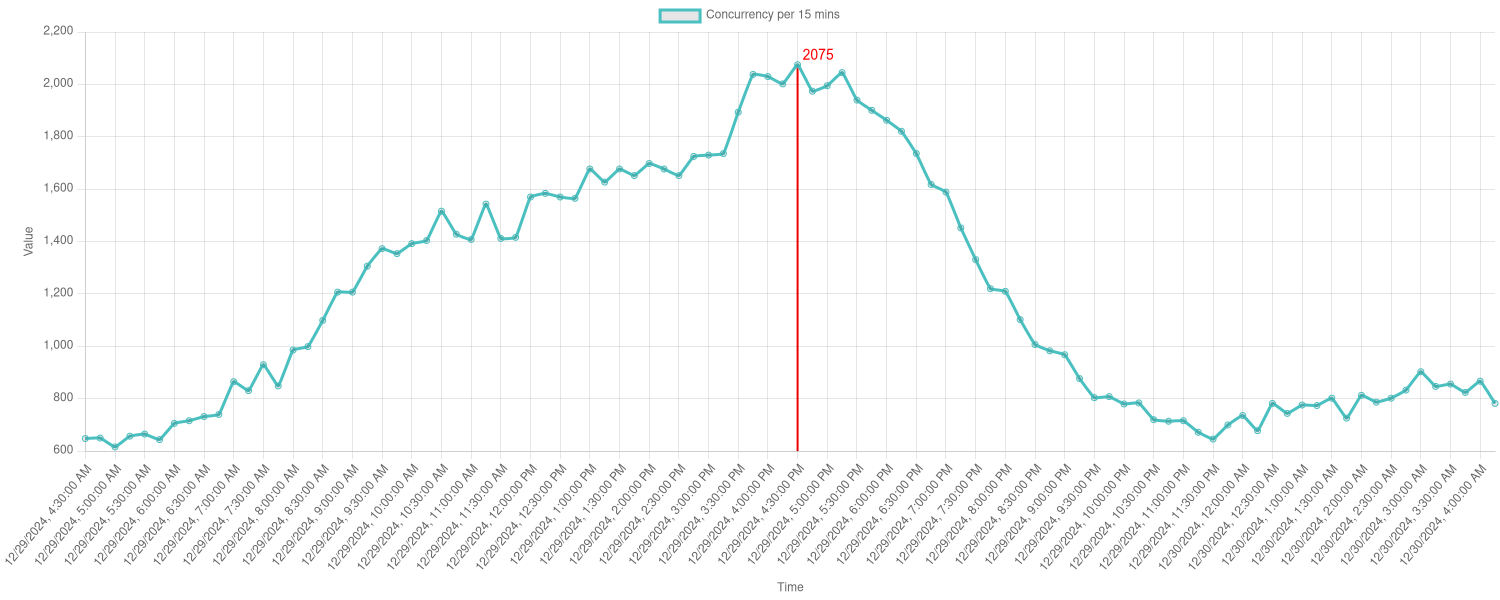 Concurrency per 15 mins
2075
Value
2,200
2,000
1,800
1,600
1,400
1,200
1,000
800
600
12/29/2024, 4:30:00 AM
12/29/2024, 5:00:00 AM
12/29/2024, 5:30:00 AM
12/29/2024, 6:00:00 AM
12/29/2024, 6:30:00 AM
12/29/2024, 7:00:00 AM
12/29/2024, 7:30:00 AM
12/29/2024, 8:00:00 AM
12/29/2024, 8:30:00 AM
12/29/2024, 9:00:00 AM
12/29/2024, 9:30:00 AM
12/29/2024, 10:00:00 AM
12/29/2024, 10:30:00 AM
12/29/2024, 11:00:00 AM
12/29/2024, 11:30:00 AM
12/29/2024, 12:00:00 PM
12/29/2024, 12:30:00 PM
12/29/2024, 1:00:00 PM
12/29/2024, 1:30:00 PM
12/29/2024, 2:00:00 PM
12/29/2024, 2:30:00 PM
12/29/2024, 3:00:00 PM
12/29/2024, 3:30:00 PM
12/29/2024, 4:00:00 PM
12/29/2024, 4:30:00 PM
12/29/2024, 5:00:00 PM
12/29/2024, 5:30:00 PM
12/29/2024, 6:00:00 PM
12/29/2024, 6:30:00 PM
12/29/2024, 7:00:00 PM
12/29/2024, 7:30:00 PM
12/29/2024, 8:00:00 PM
12/29/2024, 8:30:00 PM
12/29/2024, 9:00:00 PM
12/29/2024, 9:30:00 PM
12/29/2024, 10:00:00 PM
12/29/2024, 10:30:00 PM
12/29/2024, 11:00:00 PM
12/29/2024, 11:30:00 PM
12/30/2024, 12:00:00 AM
12/30/2024, 12:30:00 AM
12/30/2024, 1:00:00 AM
12/30/2024, 1:30:00 AM
12/30/2024, 2:00:00 AM
12/30/2024, 2:30:00 AM
12/30/2024, 3:00:00 AM
12/30/2024, 3:30:00 AM
12/30/2024, 4:00:00 AM
Time